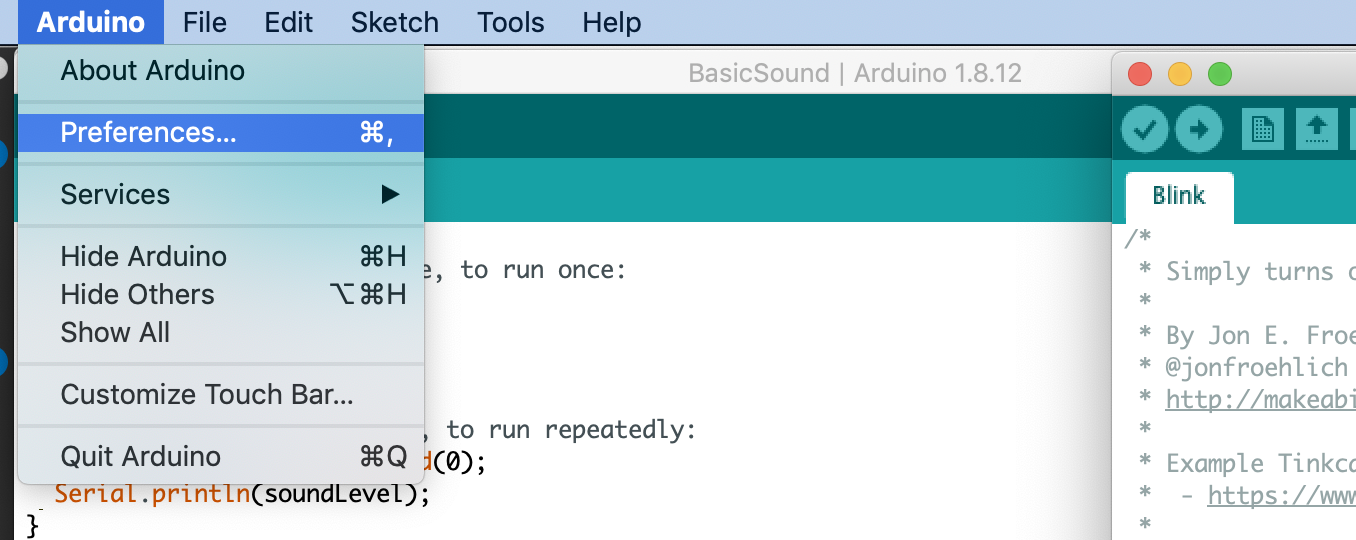 Arduino File Edit Sketch Tools Help
About Arduino
Preferences... ⌘,
Services ▶
Hide Arduino ⌘H
Hide Others ⌥⌘H
Show All
Customize Touch Bar...
Quit Arduino ⌘Q
BasicSound | Arduino 1.8.12
, to run once:
, to run repeatedly:
(0);
Serial.println(soundLevel);
}
Blink
/*
* Simply turns
*
* By Jon E.
* @jonfroehlich
* http://makeabi
*
* Example
* - https://www
*